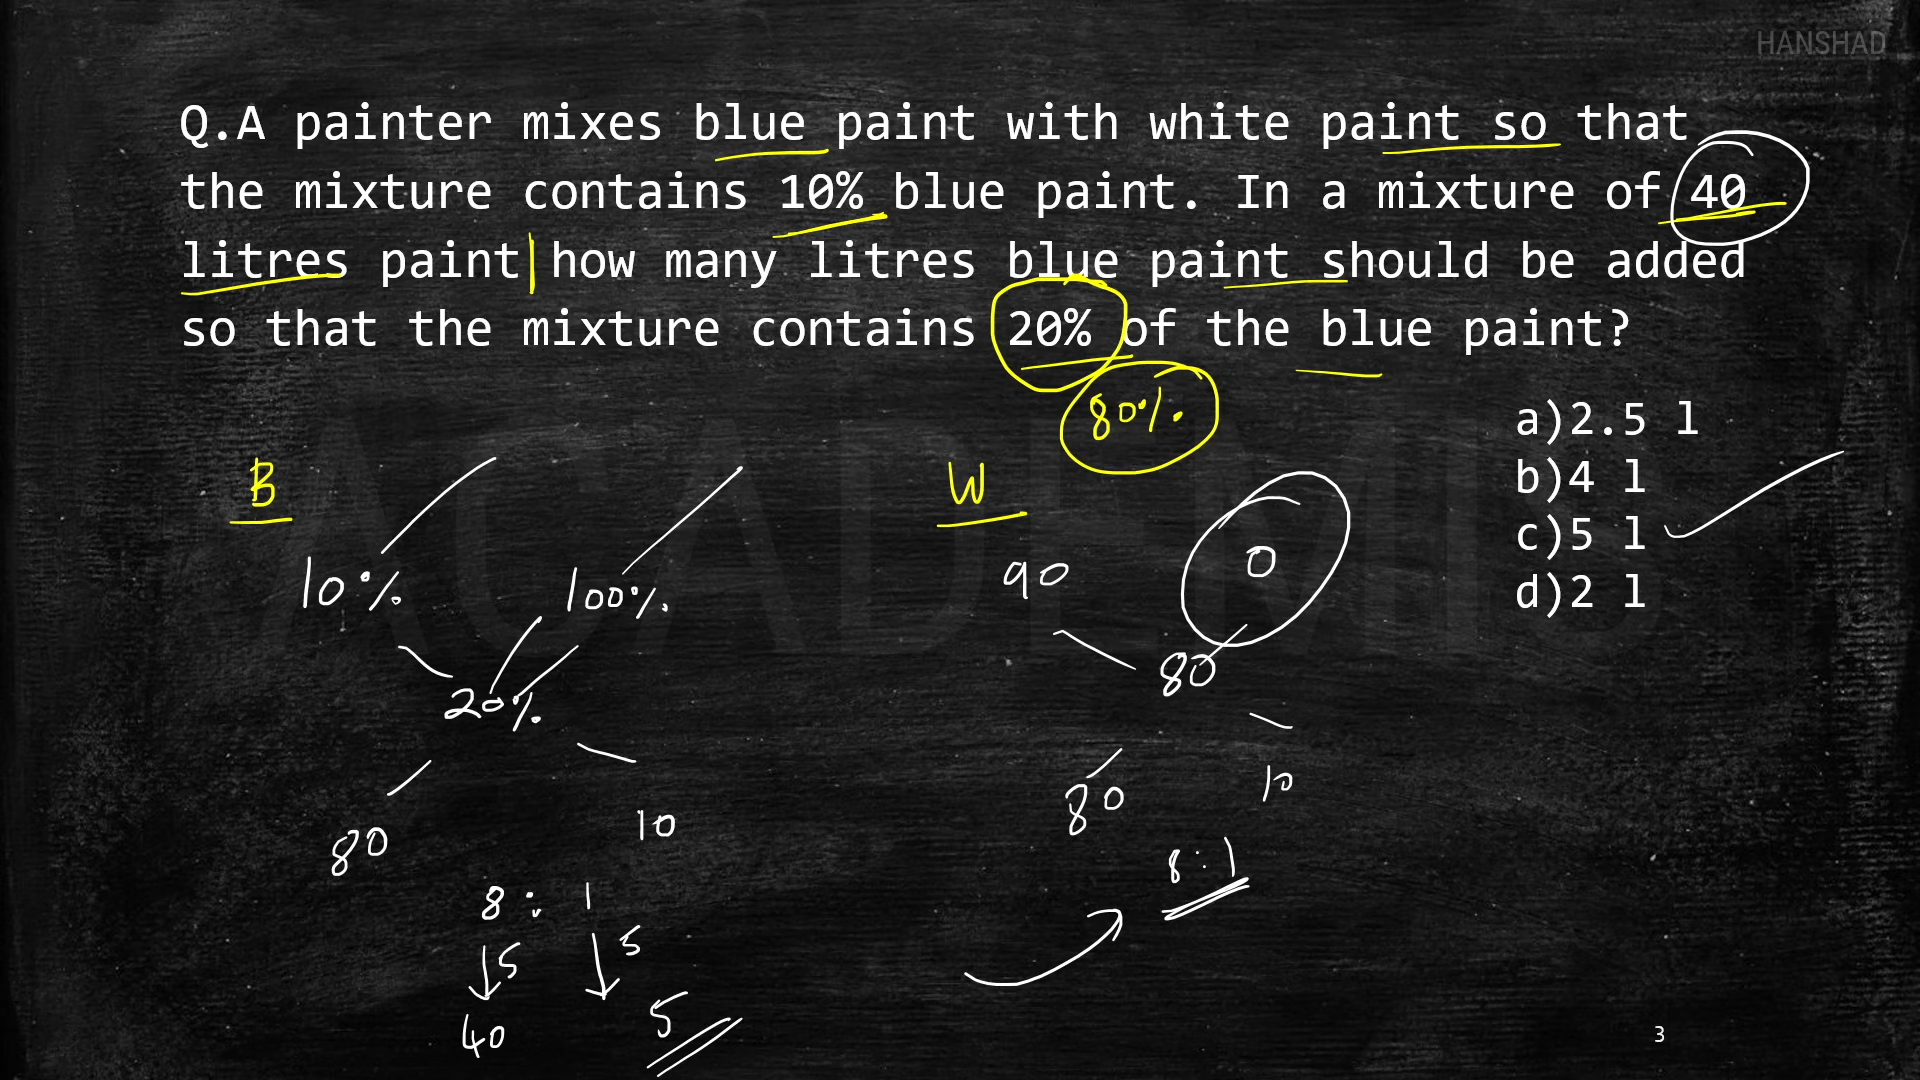 HANSHAD
Q.A painter mixes blue paint with white paint so that
the mixture contains 10% blue paint. In a mixture of 40
litres paint how many litres blue paint should be added
so that the mixture contains 20% of the blue paint?
80%
a)2.5 l
b)4 l
c)5 l
d)2 l
B
10% 100%
20%
80 10
8 : 1
5 5
40 5
W
90 0
80
80 10
8 : 1
ACADEMIC
3